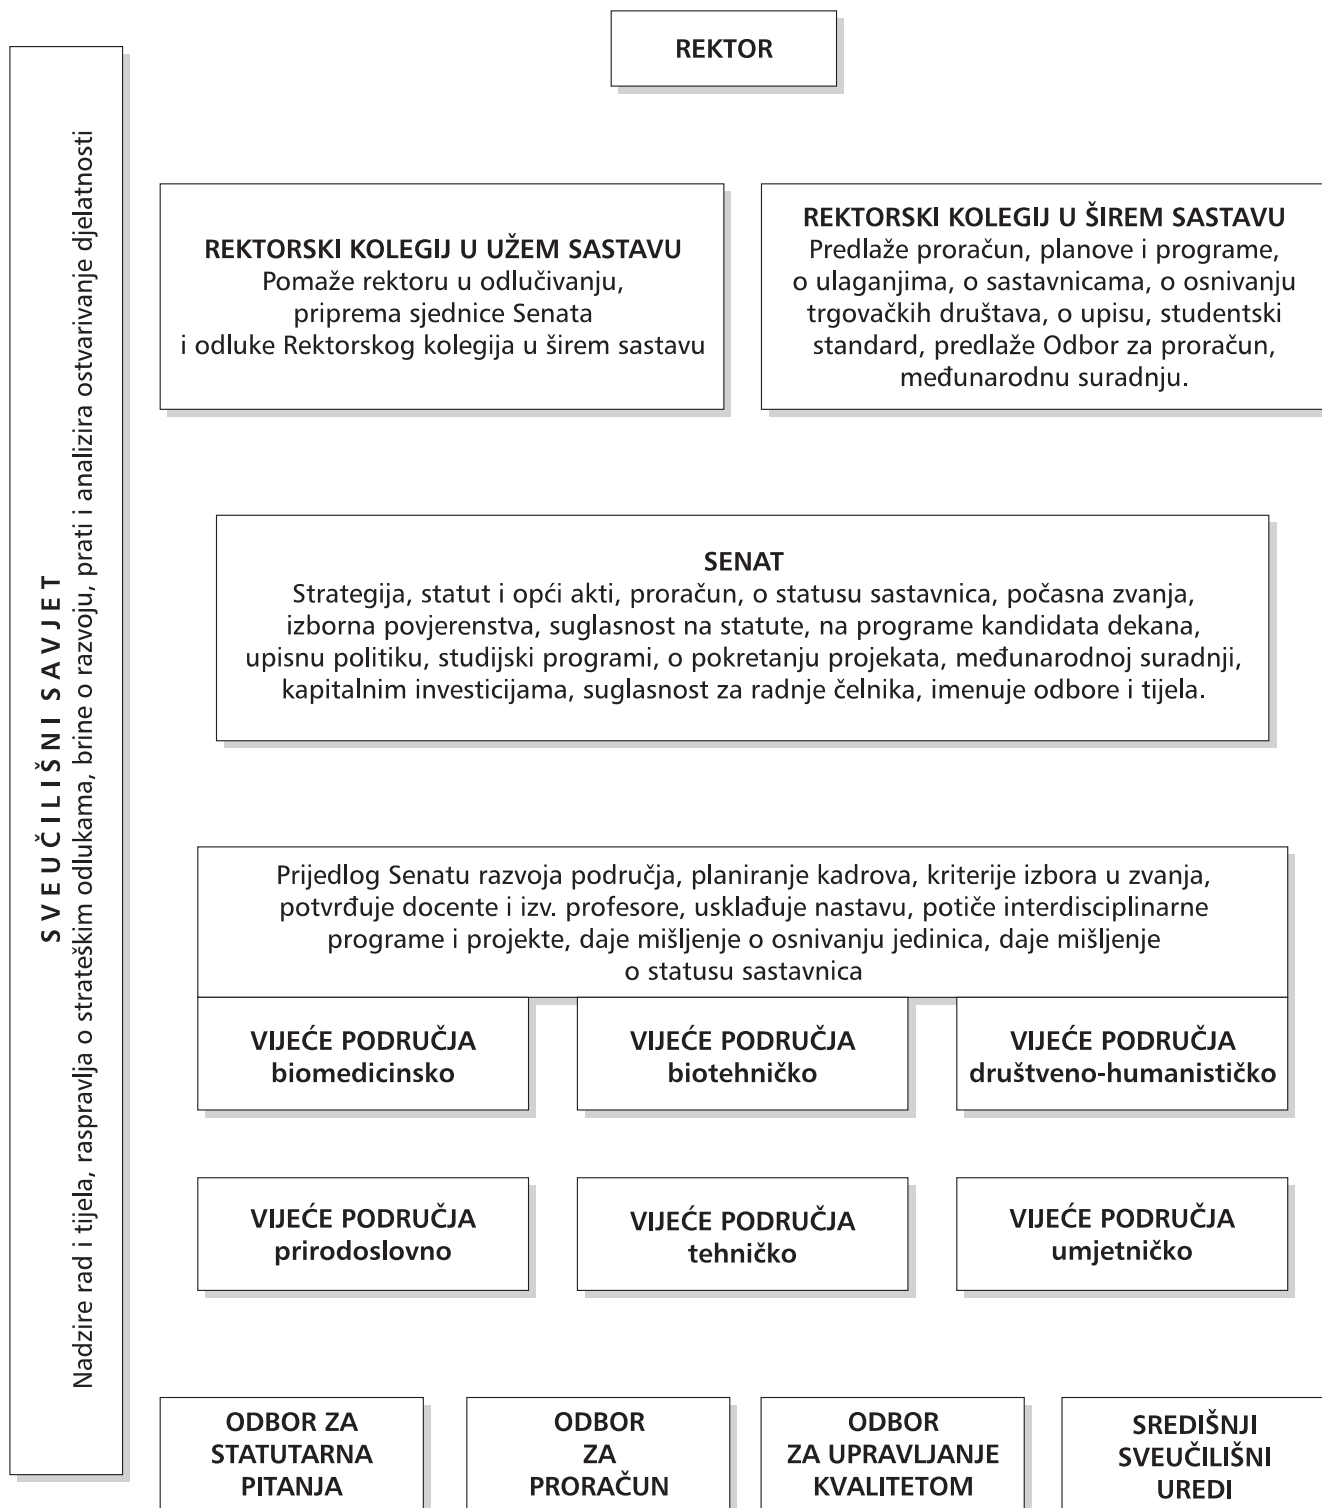 REKTOR
SVEUČILIŠNI SAVJET
Nadzire rad i tijela, raspravlja o strateškim odlukama, brine o razvoju, prati i analizira ostvarivanje djelatnosti
REKTORSKI KOLEGIJ U UŽEM SASTAVU
Pomaže rektoru u odlučivanju,
priprema sjednice Senata
i odluke Rektorskog kolegija u širem sastavu
REKTORSKI KOLEGIJ U ŠIREM SASTAVU
Predlaže proračun, planove i programe,
o ulaganjima, o sastavnicama, o osnivanju
trgovačkih društava, o upisu, studentski
standard, predlaže Odbor za proračun,
međunarodnu suradnju.
SENAT
Strategija, statut i opći akti, proračun, o statusu sastavnica, počasna zvanja,
izborna povjerenstva, suglasnost na statute, na programe kandidata dekana,
upisnu politiku, studijski programi, o pokretanju projekata, međunarodnoj suradnji,
kapitalnim investicijama, suglasnost za radnje čelnika, imenuje odbore i tijela.
Prijedlog Senatu razvoja područja, planiranje kadrova, kriterije izbora u zvanja,
potvrđuje docente i izv. profesore, usklađuje nastavu, potiče interdisciplinarne
programe i projekte, daje mišljenje o osnivanju jedinica, daje mišljenje
o statusu sastavnica
VIJEĆE PODRUČJA
biomedicinsko
VIJEĆE PODRUČJA
biotehničko
VIJEĆE PODRUČJA
društveno-humanističko
VIJEĆE PODRUČJA
prirodoslovno
VIJEĆE PODRUČJA
tehničko
VIJEĆE PODRUČJA
umjetničko
ODBOR ZA
STATUTARNA
PITANJA
ODBOR
ZA
PRORAČUN
ODBOR
ZA UPRAVLJANJE
KVALITETOM
SREDIŠNJI
SVEUČILIŠNI
UREDI